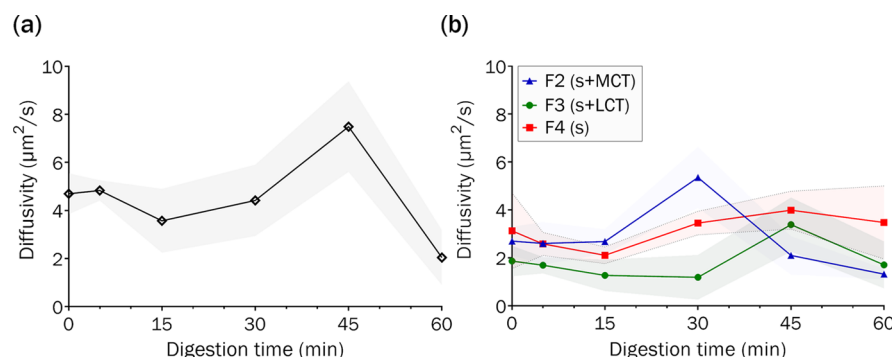 (a)
10
8
6
4
2
0
Diffusivity (μm²/s)
0 15 30 45 60
Digestion time (min)
(b)
10
8
6
4
2
0
Diffusivity (μm²/s)
F2 (s+MCT)
F3 (s+LCT)
F4 (s)
0 15 30 45 60
Digestion time (min)